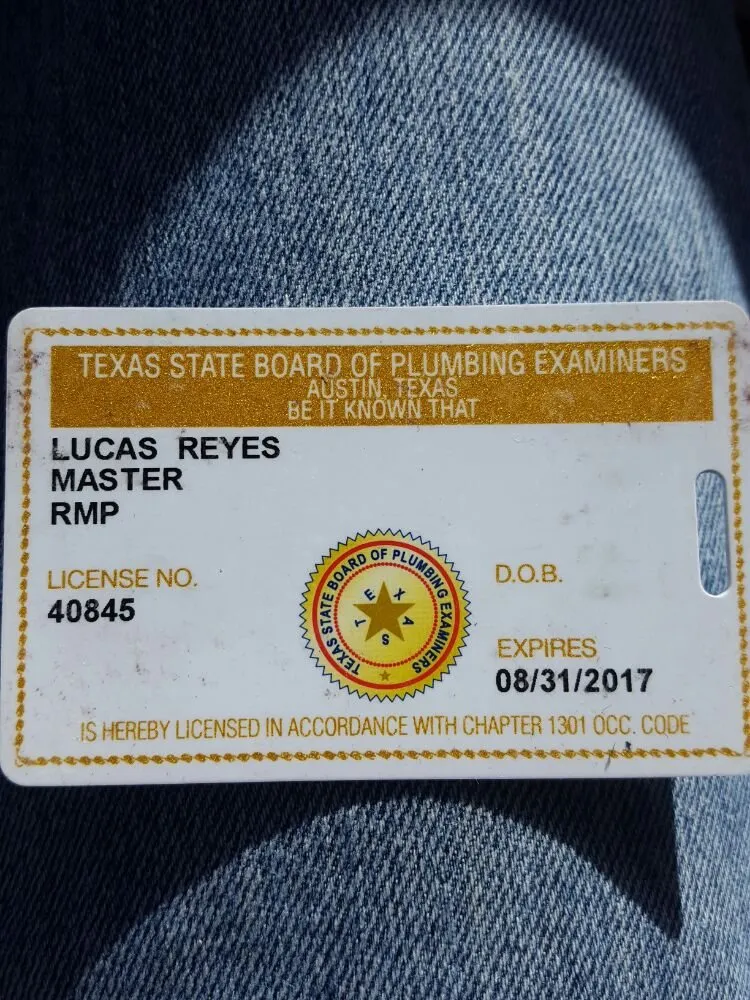 TEXAS STATE BOARD OF PLUMBING EXAMINERS
AUSTIN, TEXAS
BE IT KNOWN THAT
LUCAS REYES
MASTER
RMP
LICENSE NO.
40845
TEXAS STATE BOARD OF PLUMBING EXAMINERS
TEXAS
D.O.B.
EXPIRES
08/31/2017
IS HEREBY LICENSED IN ACCORDANCE WITH CHAPTER 1301 OCC. CODE